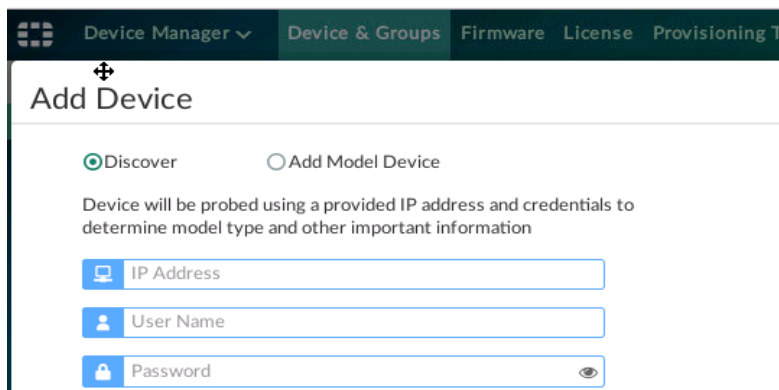 Device Manager Device & Groups Firmware License Provisioning T
Add Device
Discover Add Model Device
Device will be probed using a provided IP address and credentials to
determine model type and other important information
IP Address
User Name
Password